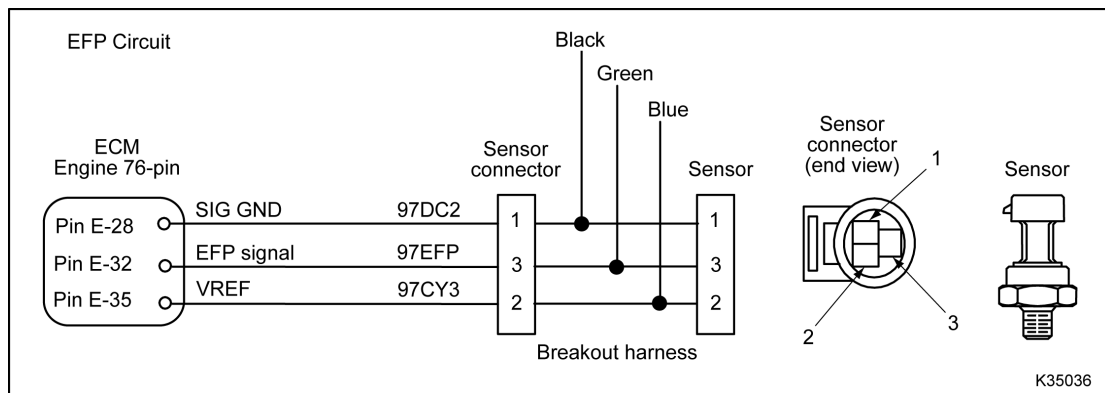 EFP Circuit
Black
Green
Blue
ECM
Engine 76-pin
Sensor
connector
Sensor
Sensor
connector
(end view)
1
Sensor
Pin E-28
SIG GND
97DC2
1
1
Pin E-32
EFP signal
97EFP
3
3
Pin E-35
VREF
97CY3
2
2
2
3
Breakout harness
K35036